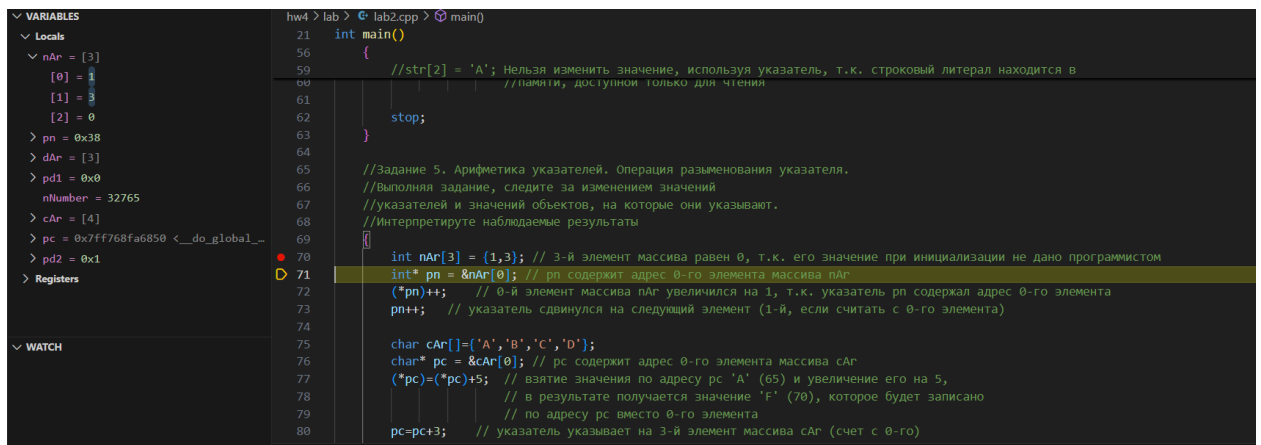 VARIABLES
Locals
nAr = [3]
[0] = 1
[1] = 3
[2] = 0
pn = 0x38
dAr = [3]
pd1 = 0x0
nNumber = 32765
cAr = [4]
pc = 0x7ff768fa6850 <__do_global_…
pd2 = 0x1
Registers
WATCH
hw4 > lab > lab2.cpp > main()
21 int main()
56 {
59 //str[2] = 'A'; Нельзя изменить значение, используя указатель, т.к. строковый литерал находится в
60 //памяти, доступной только для чтения
61
62 stop;
63 }
64
65 //Задание 5. Арифметика указателей. Операция разыменования указателя.
66 //Выполняя задание, следите за изменением значений
67 //указателей и значений объектов, на которые они указывают.
68 //Интерпретируте наблюдаемые результаты
69 {
70 int nAr[3] = {1,3}; // 3-й элемент массива равен 0, т.к. его значение при инициализации не дано программистом
71 int* pn = &nAr[0]; // pn содержит адрес 0-го элемента массива nAr
72 (*pn)++; // 0-й элемент массива nAr увеличился на 1, т.к. указатель pn содержал адрес 0-го элемента
73 pn++; // указатель сдвинулся на следующий элемент (1-й, если считать с 0-го элемента)
74
75 char cAr[]={'A','B','C','D'};
76 char* pc = &cAr[0]; // pc содержит адрес 0-го элемента массива cAr
77 (*pc)=(*pc)+5; // взятие значения по адресу pc 'A' (65) и увеличение его на 5,
78 // в результате получается значение 'F' (70), которое будет записано
79 // по адресу pc вместо 0-го элемента
80 pc=pc+3; // указатель указывает на 3-й элемент массива cAr (счет с 0-го)